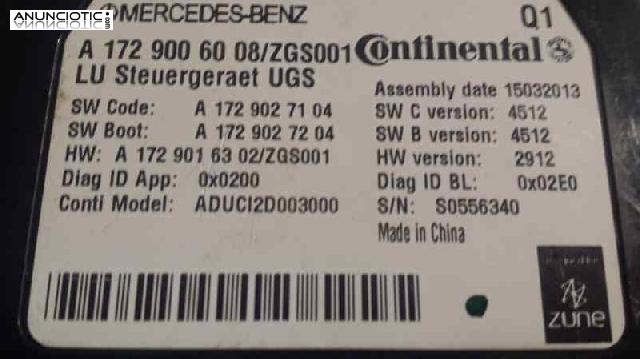 ANUNCIOTIC
MERCEDES-BENZ
Q1
A 172 900 60 08/ZGS001
Continental
LU Steuergeraet UGS
Assembly date 15032013
SW Code: A 172 902 71 04
SW C version: 4512
SW Boot: A 172 902 72 04
SW B version: 4512
HW: A 172 901 63 02/ZGS001
HW version: 2912
Diag ID App: 0x0200
Diag ID BL: 0x02E0
Conti Model: ADUCI2D003000
S/N: S0556340
Made in China
zune